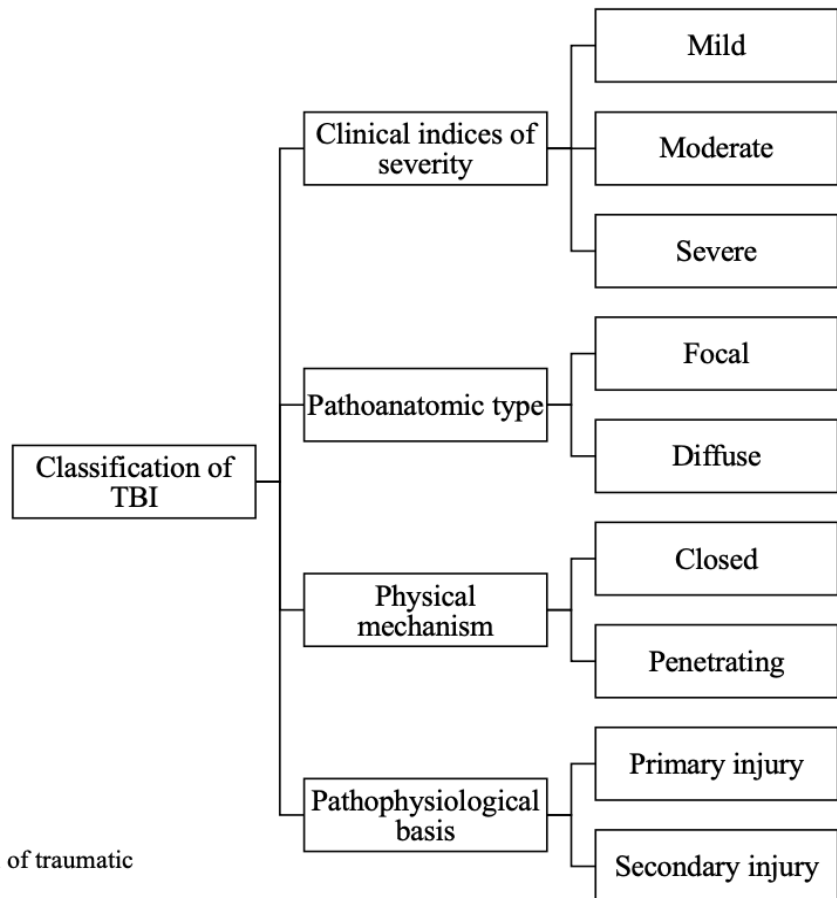 Classification of
TBI
Clinical indices of
severity
Mild
Moderate
Severe
Pathoanatomic type
Focal
Diffuse
Physical
mechanism
Closed
Penetrating
Pathophysiological
basis
Primary injury
Secondary injury
of traumatic